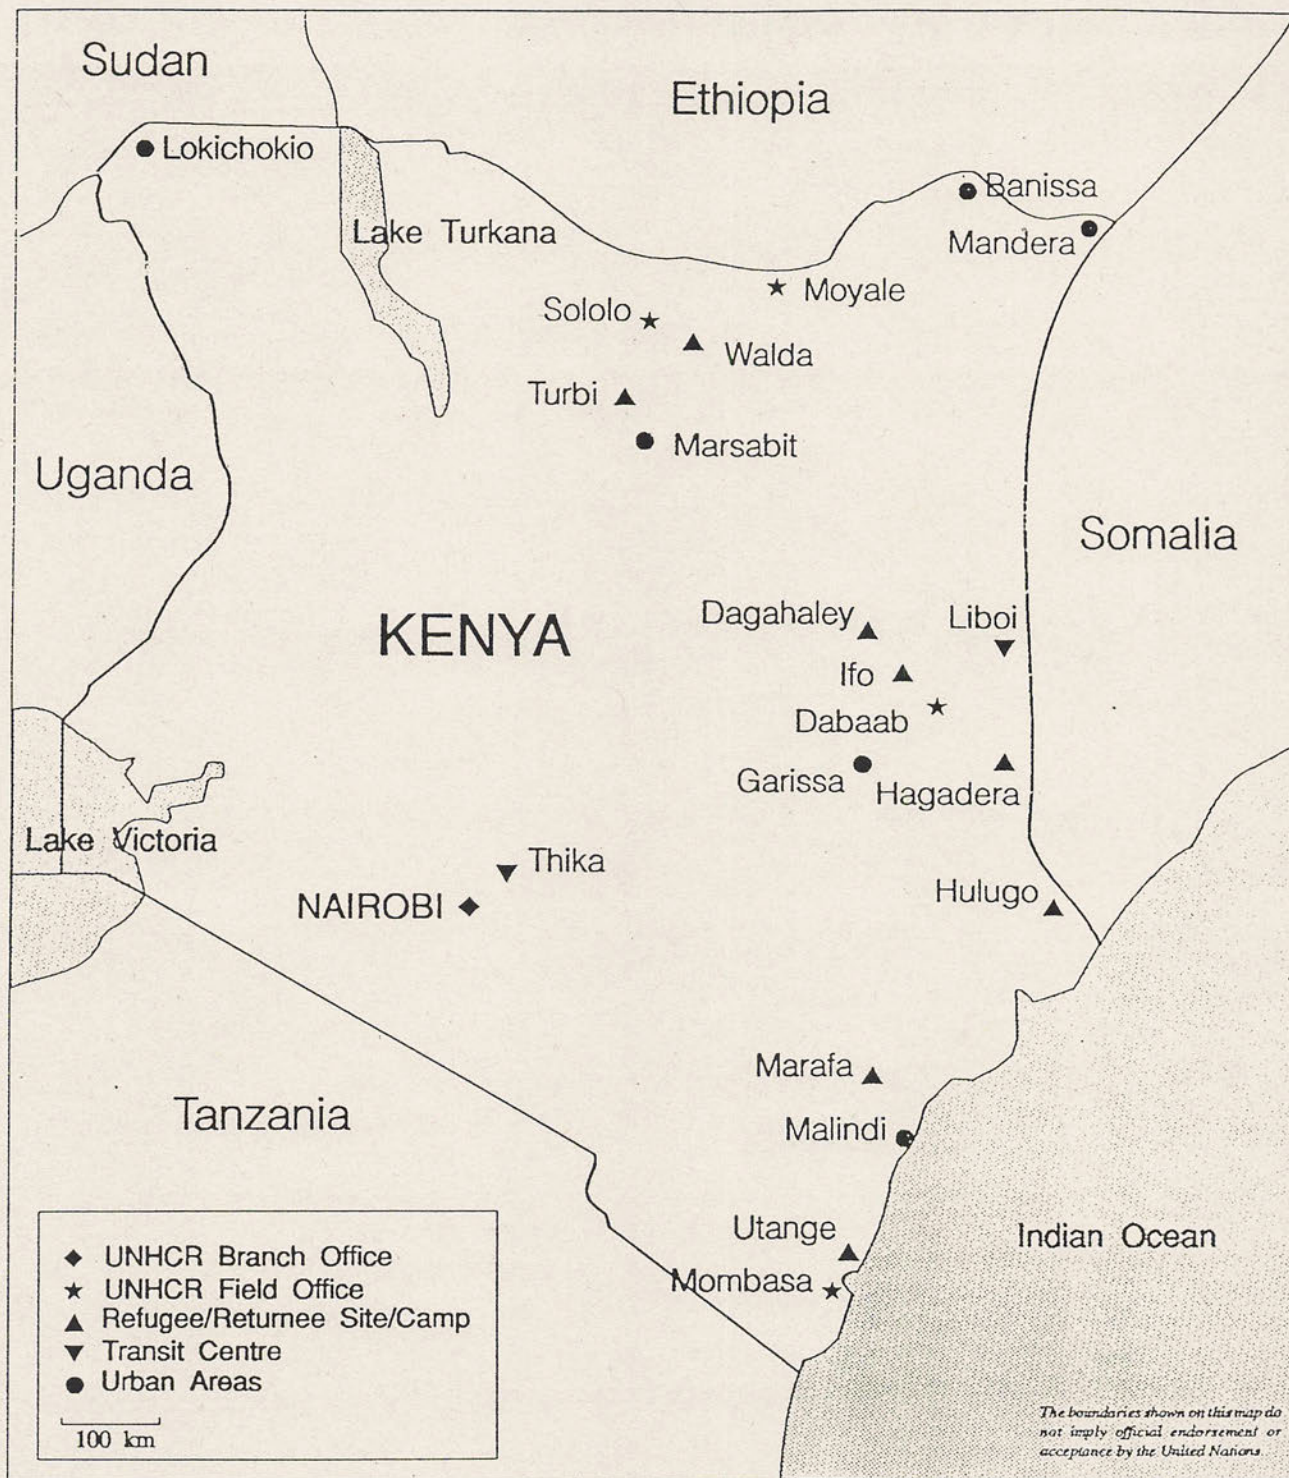 Sudan
Ethiopia
Lokichokio
Banissa
Lake Turkana
Mandera
Moyale
Sololo
Walda
Turbi
Marsabit
Uganda
Somalia
Dagahaley
Liboi
KENYA
Ifo
Dabaab
Garissa
Hagadera
Lake Victoria
Thika
Hulugo
NAIROBI
Marafa
Tanzania
Malindi
Utange
Indian Ocean
Mombasa
UNHCR Branch Office
UNHCR Field Office
Refugee/Returnee Site/Camp
Transit Centre
Urban Areas
100 km
The boundaries shown on this map do
not imply official endorsement or
acceptance by the United Nations.